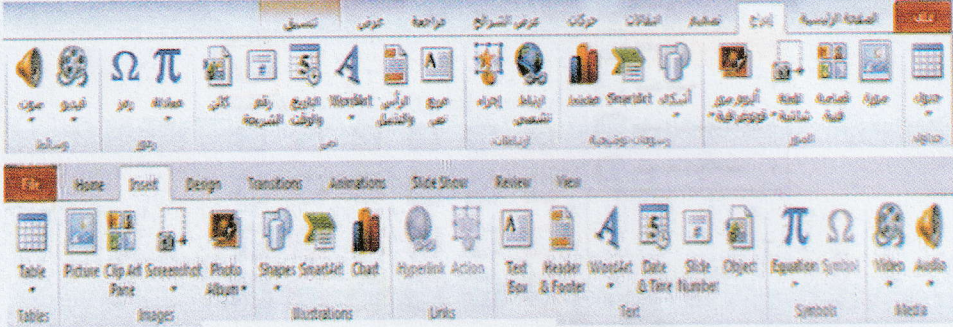 ملف الصفحة الرئيسية إدراج تصميم انتقالات حركات عرض الشرائح مراجعة عرض تنسيق
جدول صورة قصاصة فنية لقطة شاشة ألبوم صور فوتوغرافية أشكال SmartArt مخطط ارتباط تشعبي إجراء مربع نص الرأس والتذييل WordArt التاريخ والوقت رقم الشريحة كائن معادلة رمز فيديو صوت
جداول الصور رسومات توضيحية ارتباطات نص رموز وسائط
File Home Insert Design Transitions Animations Slide Show Review View
Table Picture Clip Art Screenshot Photo Shapes SmartArt Chart Hyperlink Action Text Header WordArt Date Slide Object Equation Symbol Video Audio
Pane Album Box & Footer & Time Number
Tables Images Illustrations Links Text Symbols Media